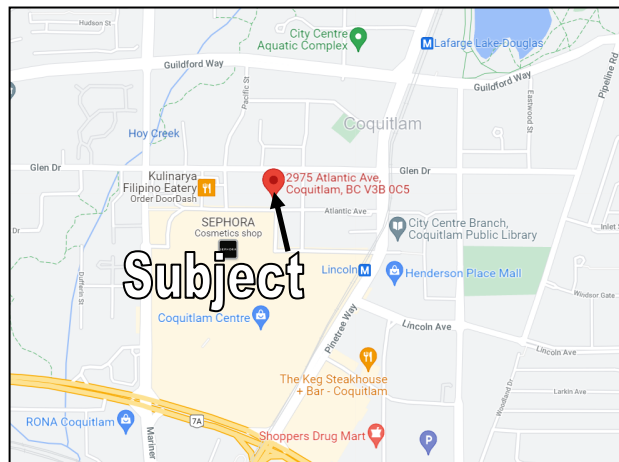 Hudson St
City Centre
Aquatic Complex
Lafarge Lake-Douglas
M
Guildford Way
Guildford Way
Pipeline Rd
Pacific St
Eastwood St
Hoy Creek
Coquitlam
Glen Dr
Glen Dr
Kulinarya
Filipino Eatery
Order DoorDash
2975 Atlantic Ave,
Coquitlam, BC V3B 0C5
Atlantic Ave
SEPHORA
Cosmetics shop
City Centre Branch,
Coquitlam Public Library
Dr
Inlet S
Subject
Lincoln M
Henderson Place Mall
Dufferin St
Windsor Gate
Coquitlam Centre
Pinetree Way
Lincoln Ave
Lincoln Ave
The Keg Steakhouse
+ Bar - Coquitlam
Larkin Ave
Woodland Dr
7A
RONA Coquitlam
Mariner
Shoppers Drug Mart
P